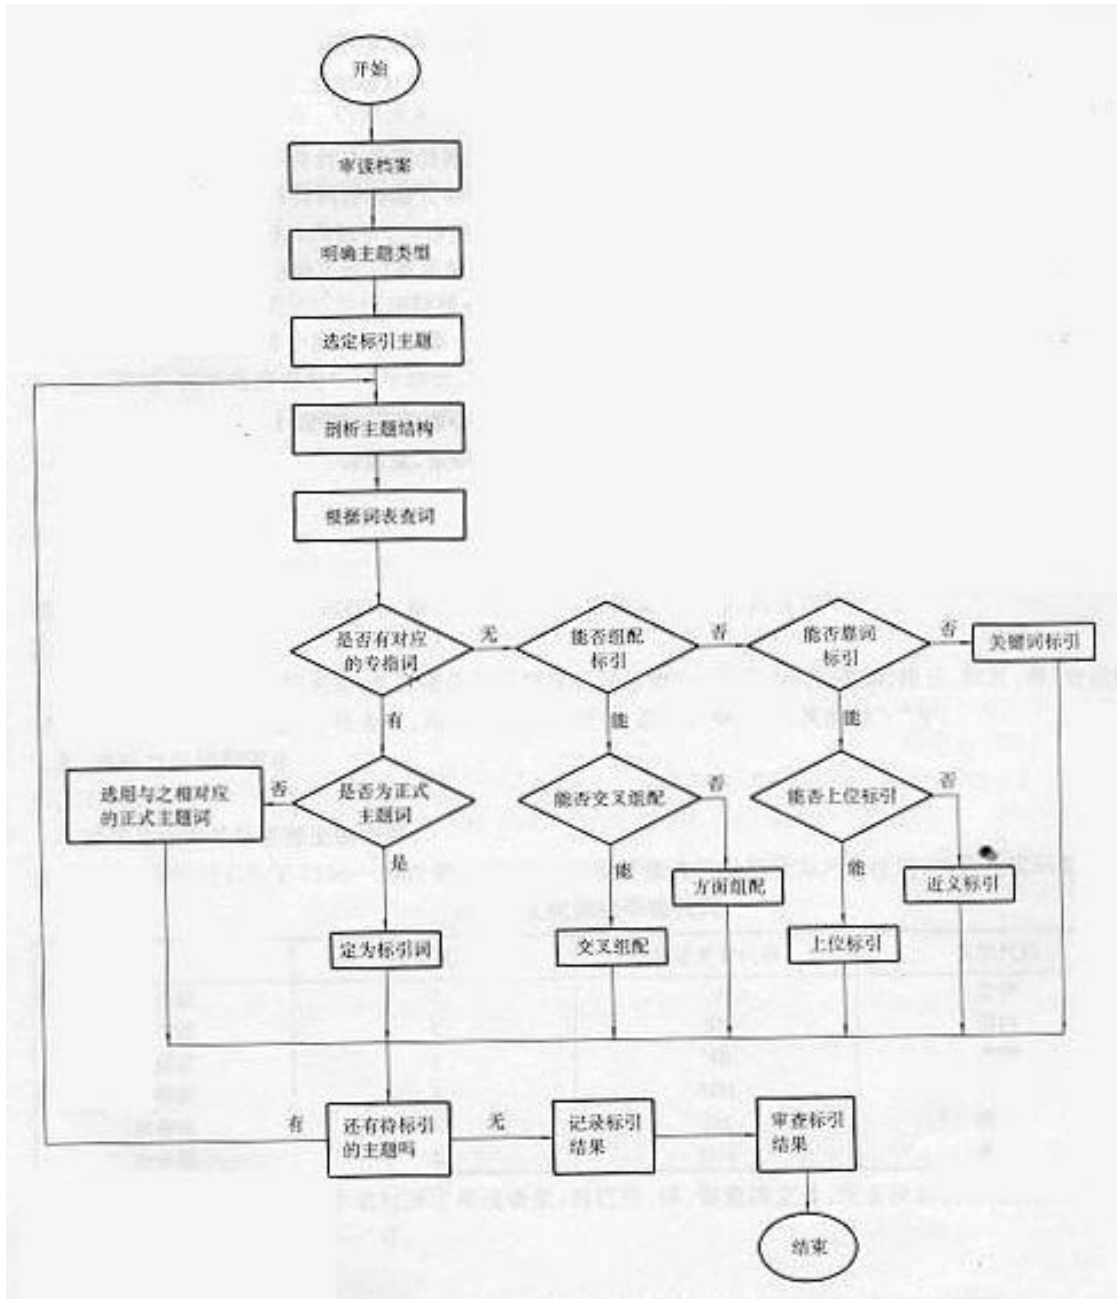 开始
审读档案
明确主题类型
选定标引主题
剖析主题结构
根据词表查词
是否有对应
的专指词
无
能否组配
标引
否
能否靠词
标引
否
关键词标引
有
能
能
选用与之相对应
的正式主题词
否
是否为正式
主题词
能否交叉组配
否
能否上位标引
否
是
能
方面组配
能
近义标引
定为标引词
交叉组配
上位标引
有
还有待标引
的主题吗
无
记录标引
结果
审查标引
结果
结束